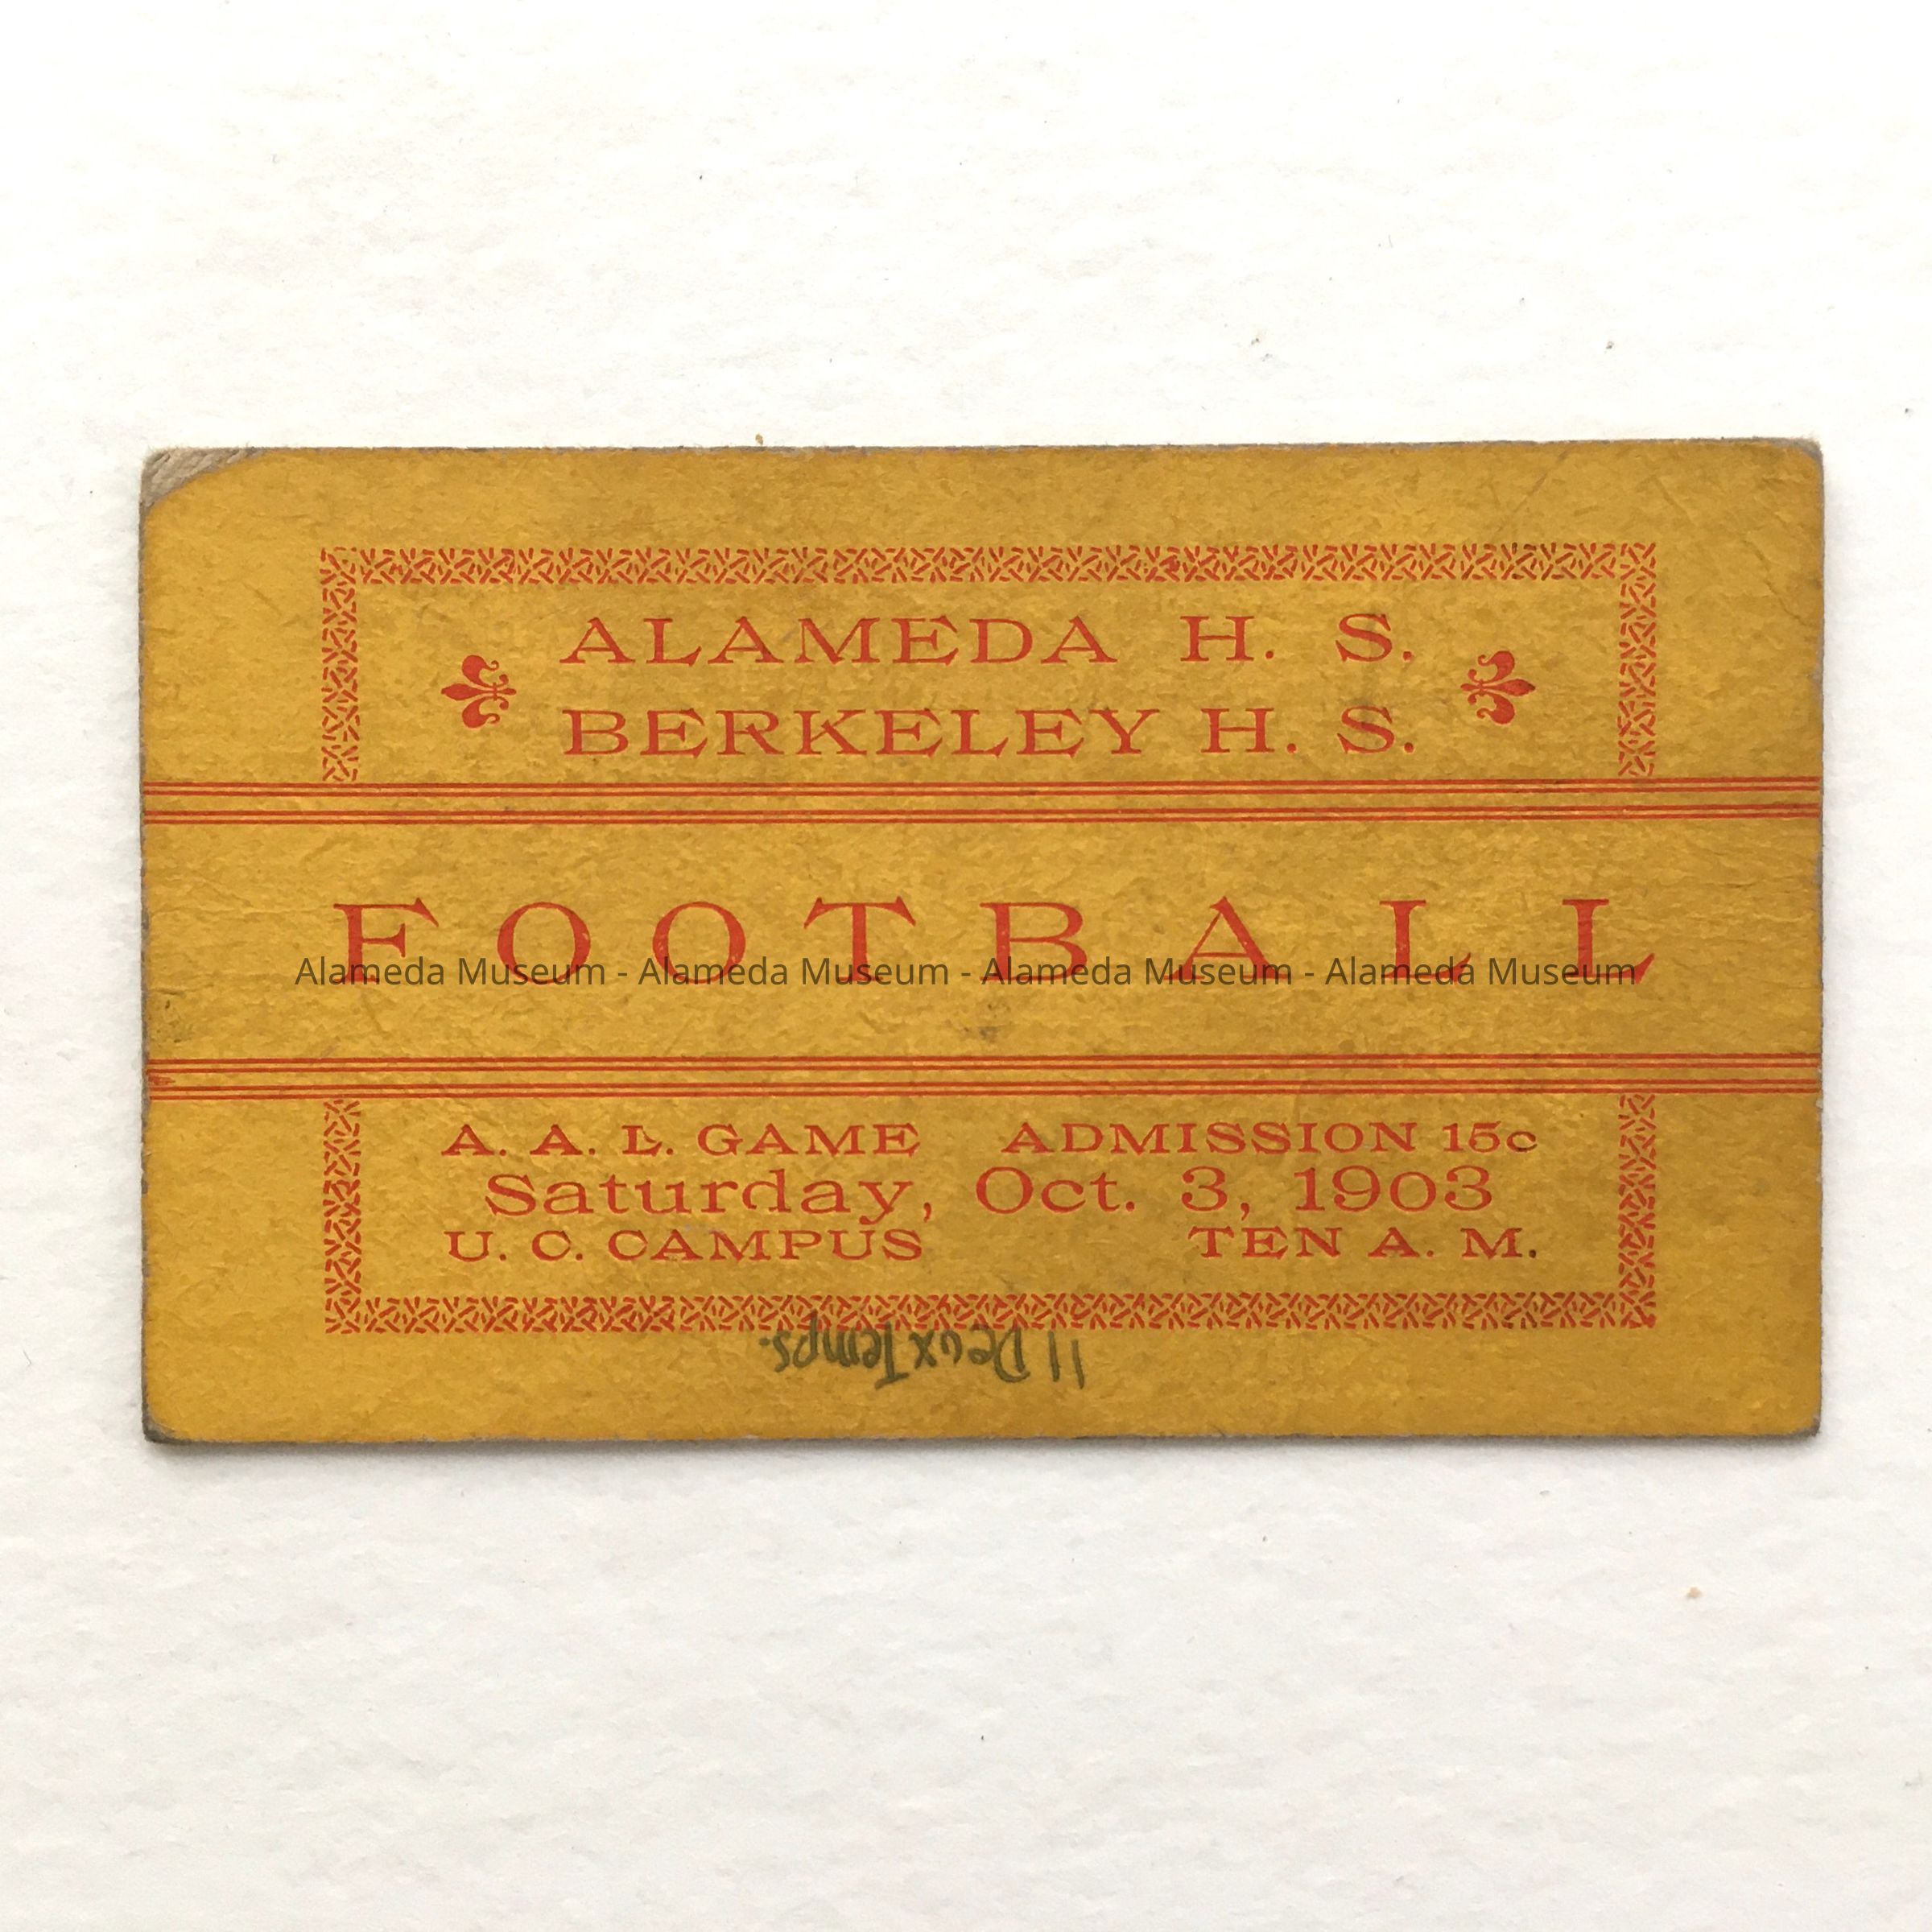 ALAMEDA H. S.
BERKELEY H. S.
FOOTBALL
Alameda Museum - Alameda Museum - Alameda Museum - Alameda Museum
A. A. L. GAME ADMISSION 15c
Saturday, Oct. 3, 1903
U. C. CAMPUS TEN A. M.
11 Deux Temps.